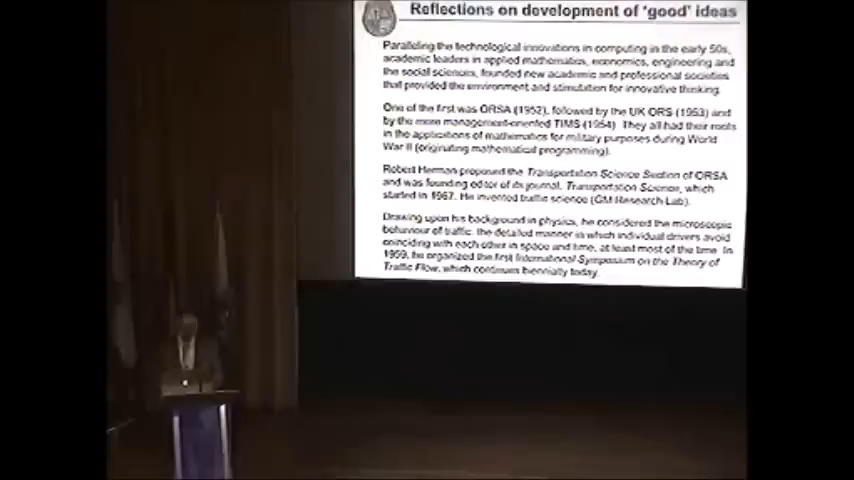 Reflections on development of 'good' ideas
Paralleling the technological innovations in computing in the early 50s,
academic leaders in applied mathematics, economics, engineering and
the social sciences, founded new academic and professional societies
that provided the environment and stimulation for innovative thinking.
One of the first was ORSA (1952), followed by the UK ORS (1953) and
by the more management-oriented TIMS (1954). They all had their roots
in the applications of mathematics for military purposes during World
War II (originating mathematical programming).
Robert Herman proposed the Transportation Science Section of ORSA
and was founding editor of its journal, Transportation Science, which
started in 1967. He invented traffic science (GM Research Lab).
Drawing upon his background in physics, he considered the microscopic
behaviour of traffic, the detailed manner in which individual drivers avoid
coinciding with each other in space and time, at least most of the time. In
1959, he organized the first International Symposium on the Theory of
Traffic Flow, which continues biennially today.